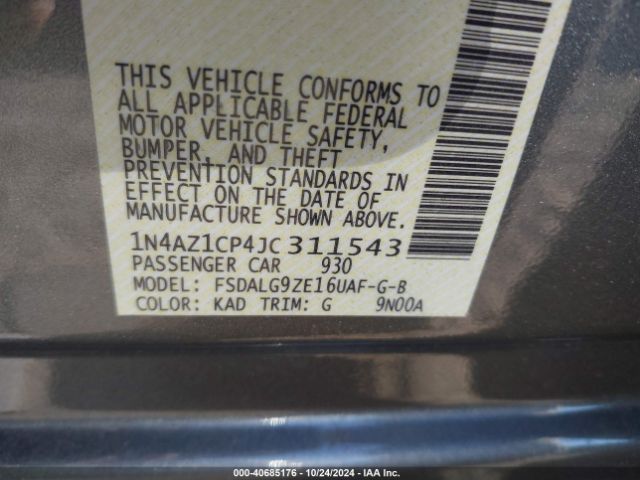 THIS VEHICLE CONFORMS TO
ALL APPLICABLE FEDERAL
MOTOR VEHICLE SAFETY,
BUMPER, AND THEFT
PREVENTION STANDARDS IN
EFFECT ON THE DATE OF
MANUFACTURE SHOWN ABOVE.
1N4AZ1CP4JC 311543
PASSENGER CAR 930
MODEL: FSDALG9ZE16UAF-G-B
COLOR: KAD TRIM: G 9N00A
000-40685176 - 10/24/2024 - IAA Inc.